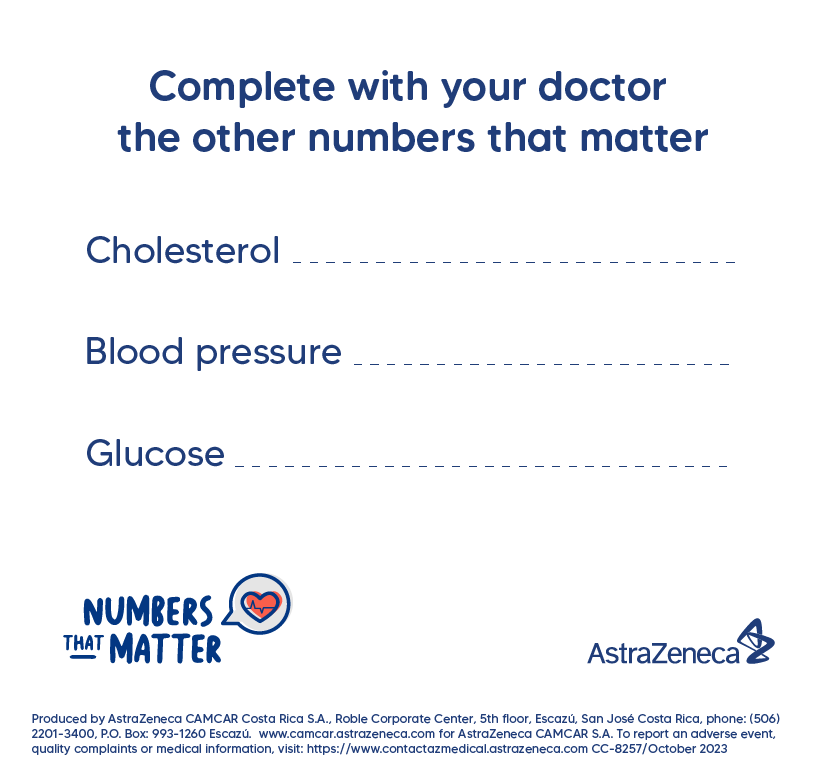 Complete with your doctor
the other numbers that matter
Cholesterol
Blood pressure
Glucose
NUMBERS
THAT MATTER
AstraZeneca
Produced by AstraZeneca CAMCAR Costa Rica S.A., Roble Corporate Center, 5th floor, Escazú, San José Costa Rica, phone: (506)
2201-3400, P.O. Box: 993-1260 Escazú. www.camcar.astrazeneca.com for AstraZeneca CAMCAR S.A. To report an adverse event,
quality complaints or medical information, visit: https://www.contactazmedical.astrazeneca.com CC-8257/October 2023